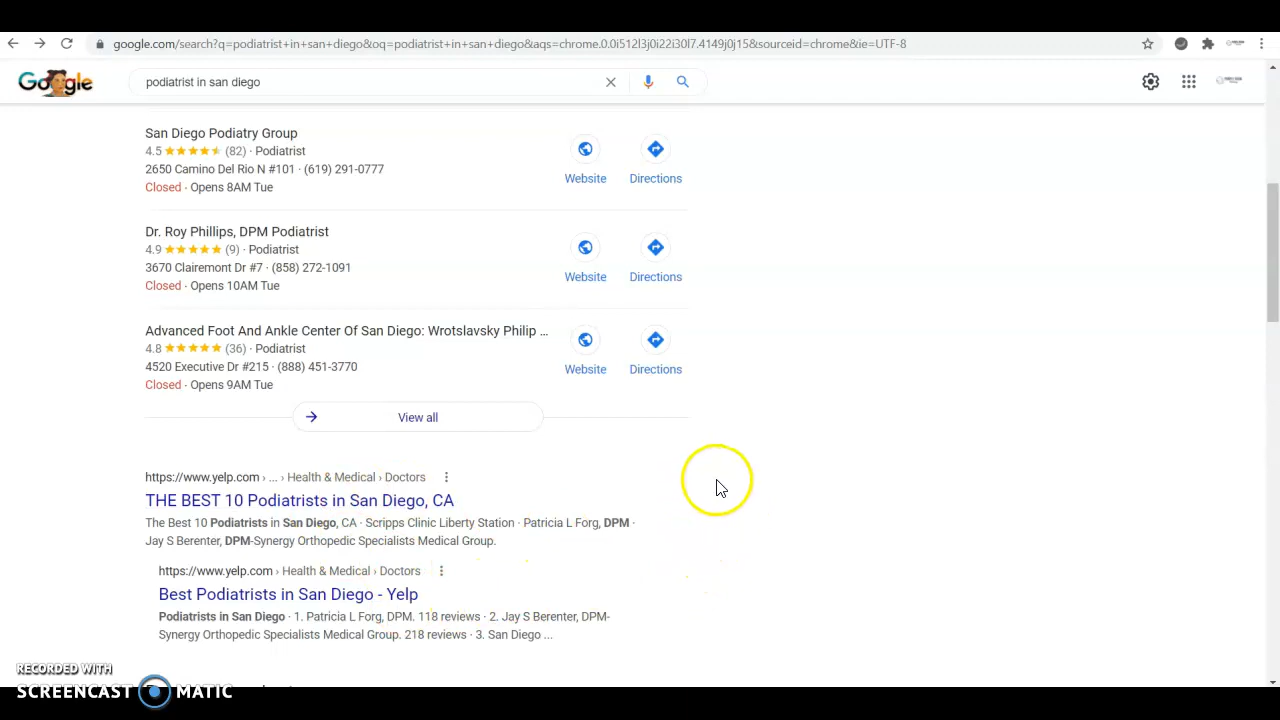 google.com/search?q=podiatrist+in+san+diego&oq=podiatrist+in+san+diego&aqs=chrome.0.0i512l3j0i22i30l7.4149j0j15&sourceid=chrome&ie=UTF-8
Google podiatrist in san diego
San Diego Podiatry Group
4.5 (82) · Podiatrist
2650 Camino Del Rio N #101 · (619) 291-0777
Closed · Opens 8AM Tue
Website Directions
Dr. Roy Phillips, DPM Podiatrist
4.9 (9) · Podiatrist
3670 Clairemont Dr #7 · (858) 272-1091
Closed · Opens 10AM Tue
Website Directions
Advanced Foot And Ankle Center Of San Diego: Wrotslavsky Philip ...
4.8 (36) · Podiatrist
4520 Executive Dr #215 · (888) 451-3770
Closed · Opens 9AM Tue
Website Directions
View all
https://www.yelp.com › ... › Health & Medical › Doctors
THE BEST 10 Podiatrists in San Diego, CA
The Best 10 Podiatrists in San Diego, CA · Scripps Clinic Liberty Station · Patricia L Forg, DPM ·
Jay S Berenter, DPM-Synergy Orthopedic Specialists Medical Group.
https://www.yelp.com › Health & Medical › Doctors
Best Podiatrists in San Diego - Yelp
Podiatrists in San Diego · 1. Patricia L Forg, DPM. 118 reviews · 2. Jay S Berenter, DPM-
Synergy Orthopedic Specialists Medical Group. 218 reviews · 3. San Diego ...
RECORDED WITH
SCREENCAST MATIC